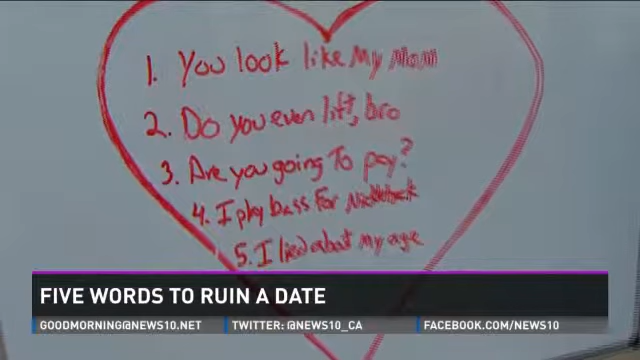 1. You look like My Mom
2. Do you even lift, bro
3. Are you going To pay?
4. I play bass For Nickleback
5. I lied about my age
FIVE WORDS TO RUIN A DATE
GOODMORNING@NEWS10.NET TWITTER: @NEWS10_CA FACEBOOK.COM/NEWS10